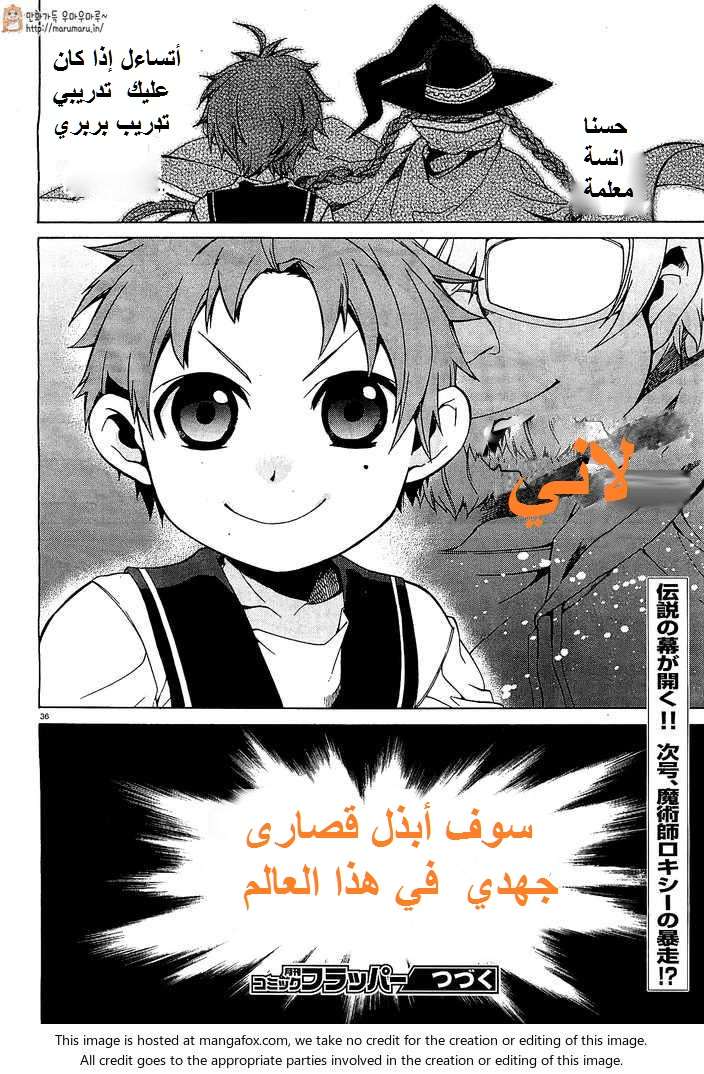 만화가득 우마우마루~
http://marumaru.in/
أتساءل إذا كان
عليك تدريبي
تدريب بربري
حسنا
انسة
معلمة
لاني
伝説の幕が開く!! 次号、魔術師ロキシーの暴走!?
36
سوف أبذل قصارى
جهدي في هذا العالم
月刊コミックフラッパー つづく
This image is hosted at mangafox.com, we take no credit for the creation or editing of this image.
All credit goes to the appropriate parties involved in the creation or editing of this image.